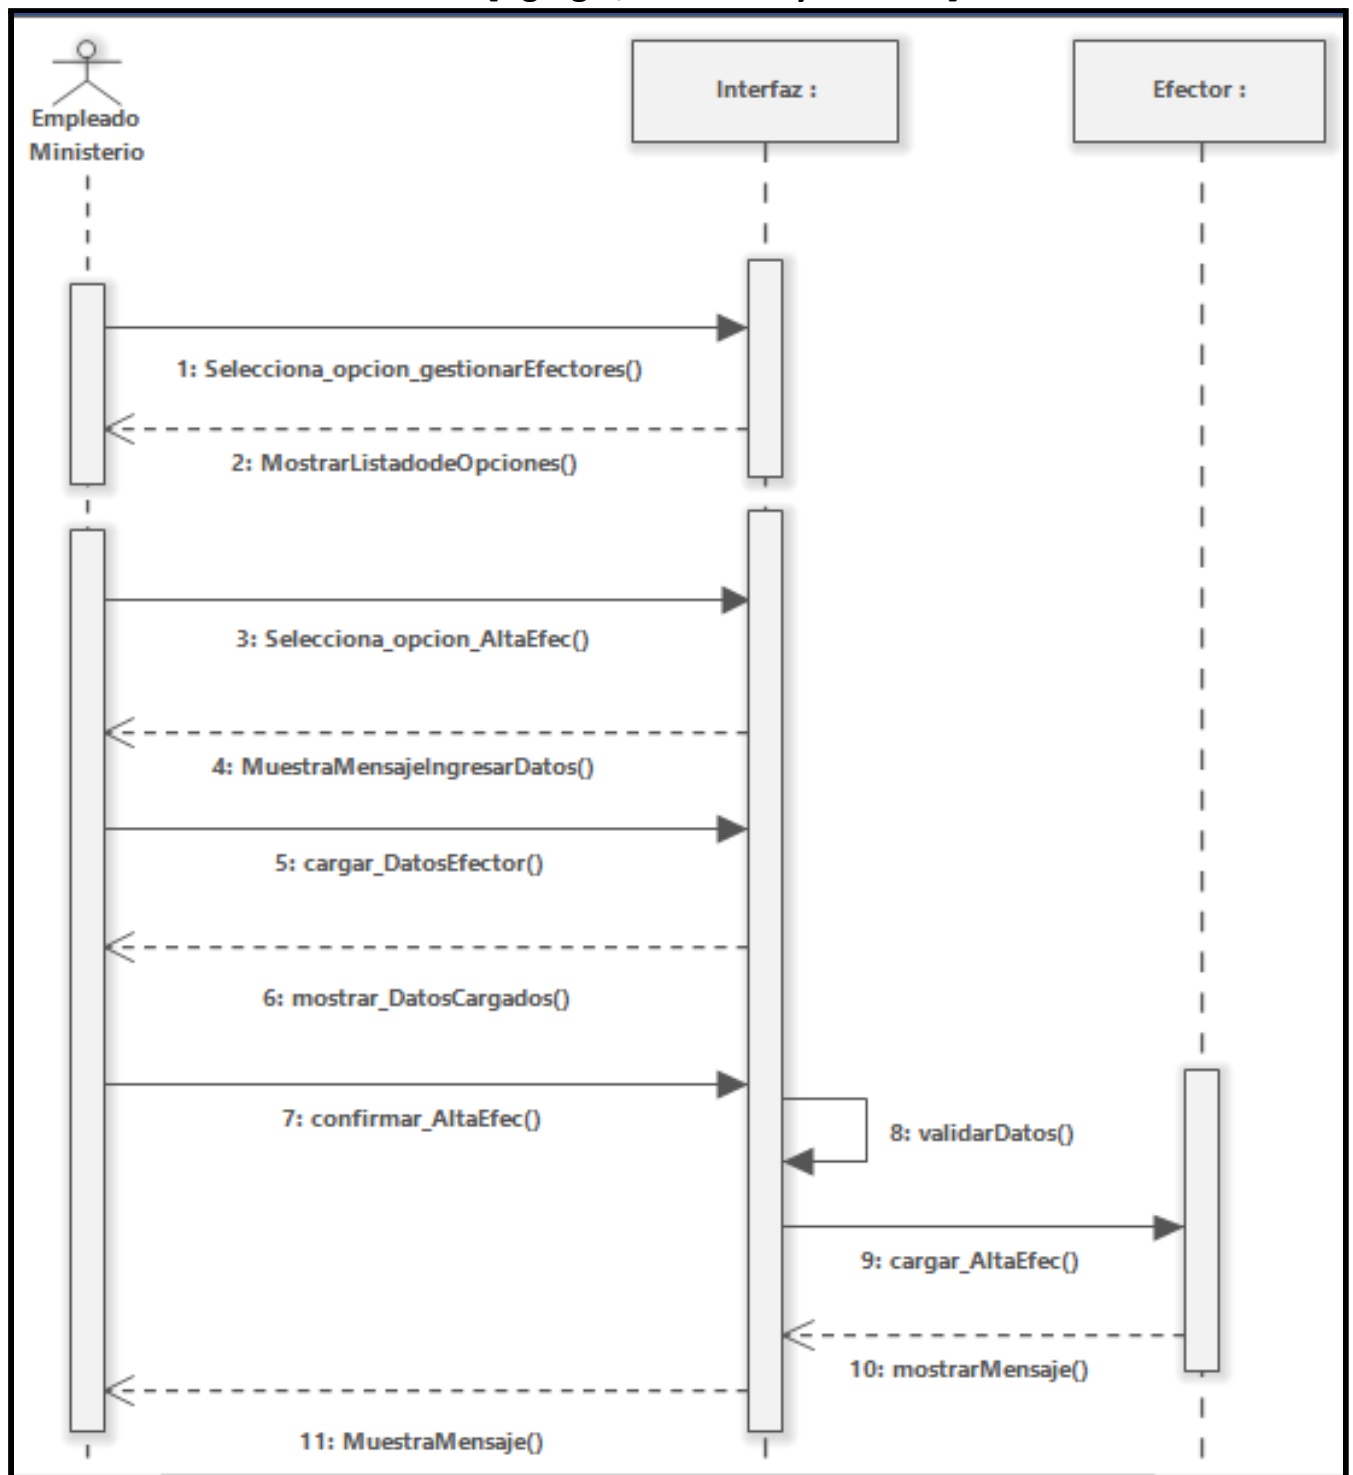 Empleado
Ministerio
Interfaz :
Efector :
1: Selecciona_opcion_gestionarEfectores()
2: MostrarListadodeOpciones()
3: Selecciona_opcion_AltaEfec()
4: MuestraMensajeIngresarDatos()
5: cargar_DatosEfector()
6: mostrar_DatosCargados()
7: confirmar_AltaEfec()
8: validarDatos()
9: cargar_AltaEfec()
10: mostrarMensaje()
11: MuestraMensaje()